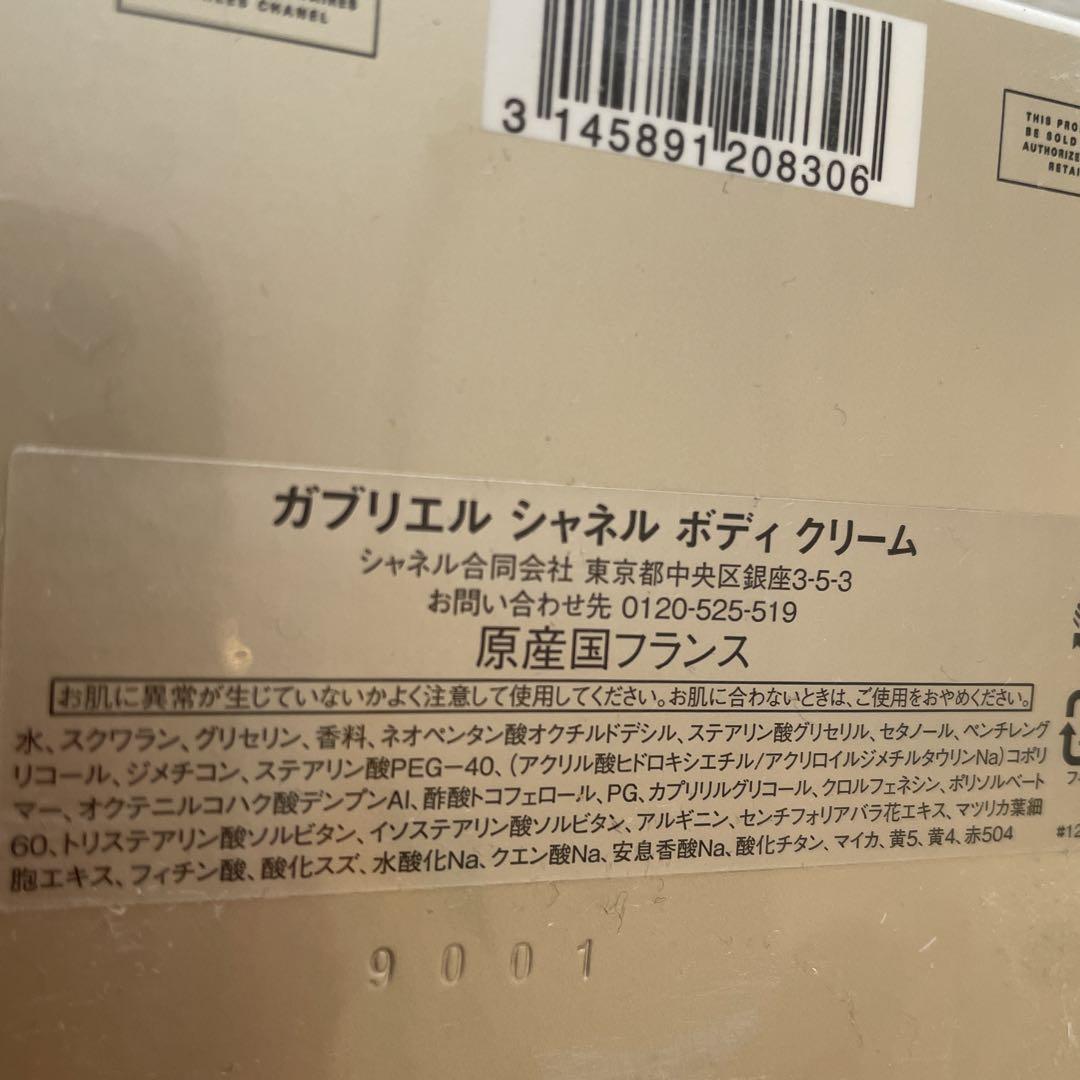 CHANEL
3 145891 208306
THIS PRO
BE SOLD
AUTHORIZE
RETAI
ガブリエル シャネル ボディ クリーム
シャネル合同会社 東京都中央区銀座3-5-3
お問い合わせ先 0120-525-519
原産国フランス
お肌に異常が生じていないかよく注意して使用してください。お肌に合わないときは、ご使用をおやめください。
水、スクワラン、グリセリン、香料、ネオペンタン酸オクチルドデシル、ステアリン酸グリセリル、セタノール、ペンチレング
リコール、ジメチコン、ステアリン酸PEG-40、(アクリル酸ヒドロキシエチル/アクリロイルジメチルタウリンNa)コポリ
マー、オクテニルコハク酸デンプンAl、酢酸トコフェロール、PG、カプリリルグリコール、クロルフェネシン、ポリソルベート
60、トリステアリン酸ソルビタン、イソステアリン酸ソルビタン、アルギニン、センチフォリアバラ花エキス、マツリカ葉細
胞エキス、フィチン酸、酸化スズ、水酸化Na、クエン酸Na、安息香酸Na、酸化チタン、マイカ、黄5、黄4、赤504
#12
9001